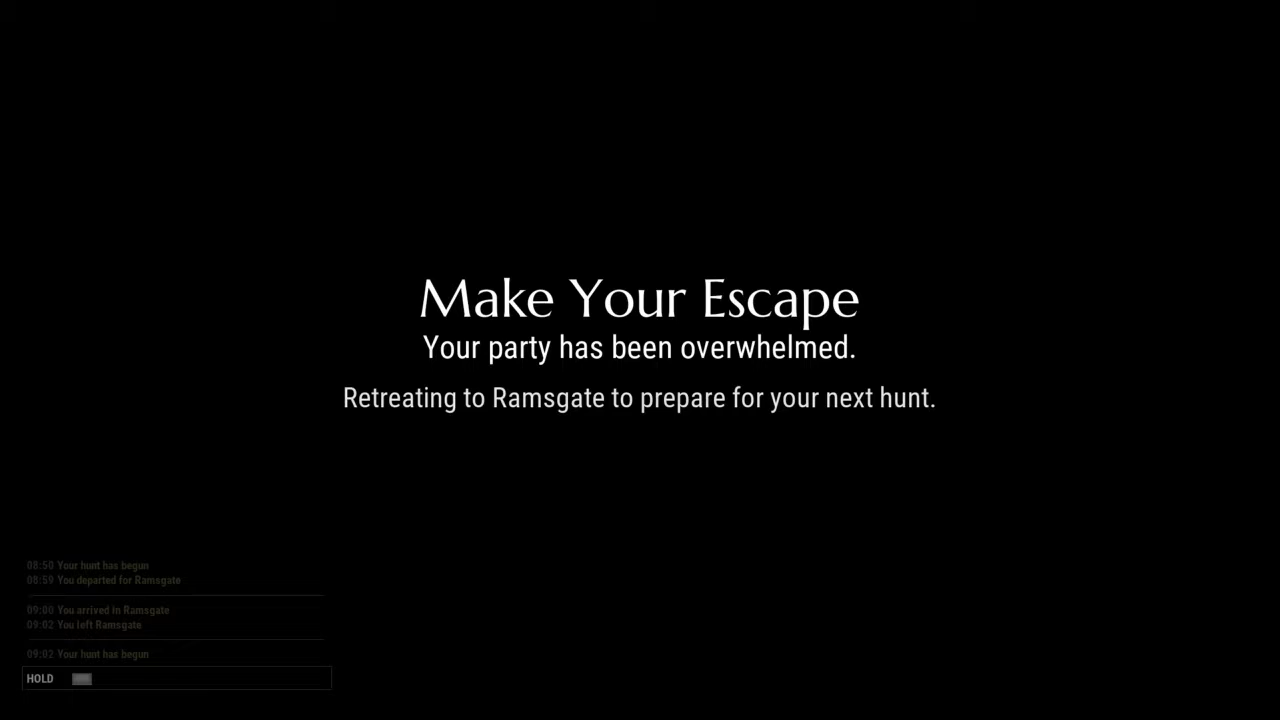 Make Your Escape
Your party has been overwhelmed.
Retreating to Ramsgate to prepare for your next hunt.
08:50 Your hunt has begun
08:59 You departed for Ramsgate
09:00 You arrived in Ramsgate
09:02 You left Ramsgate
09:02 Your hunt has begun
HOLD